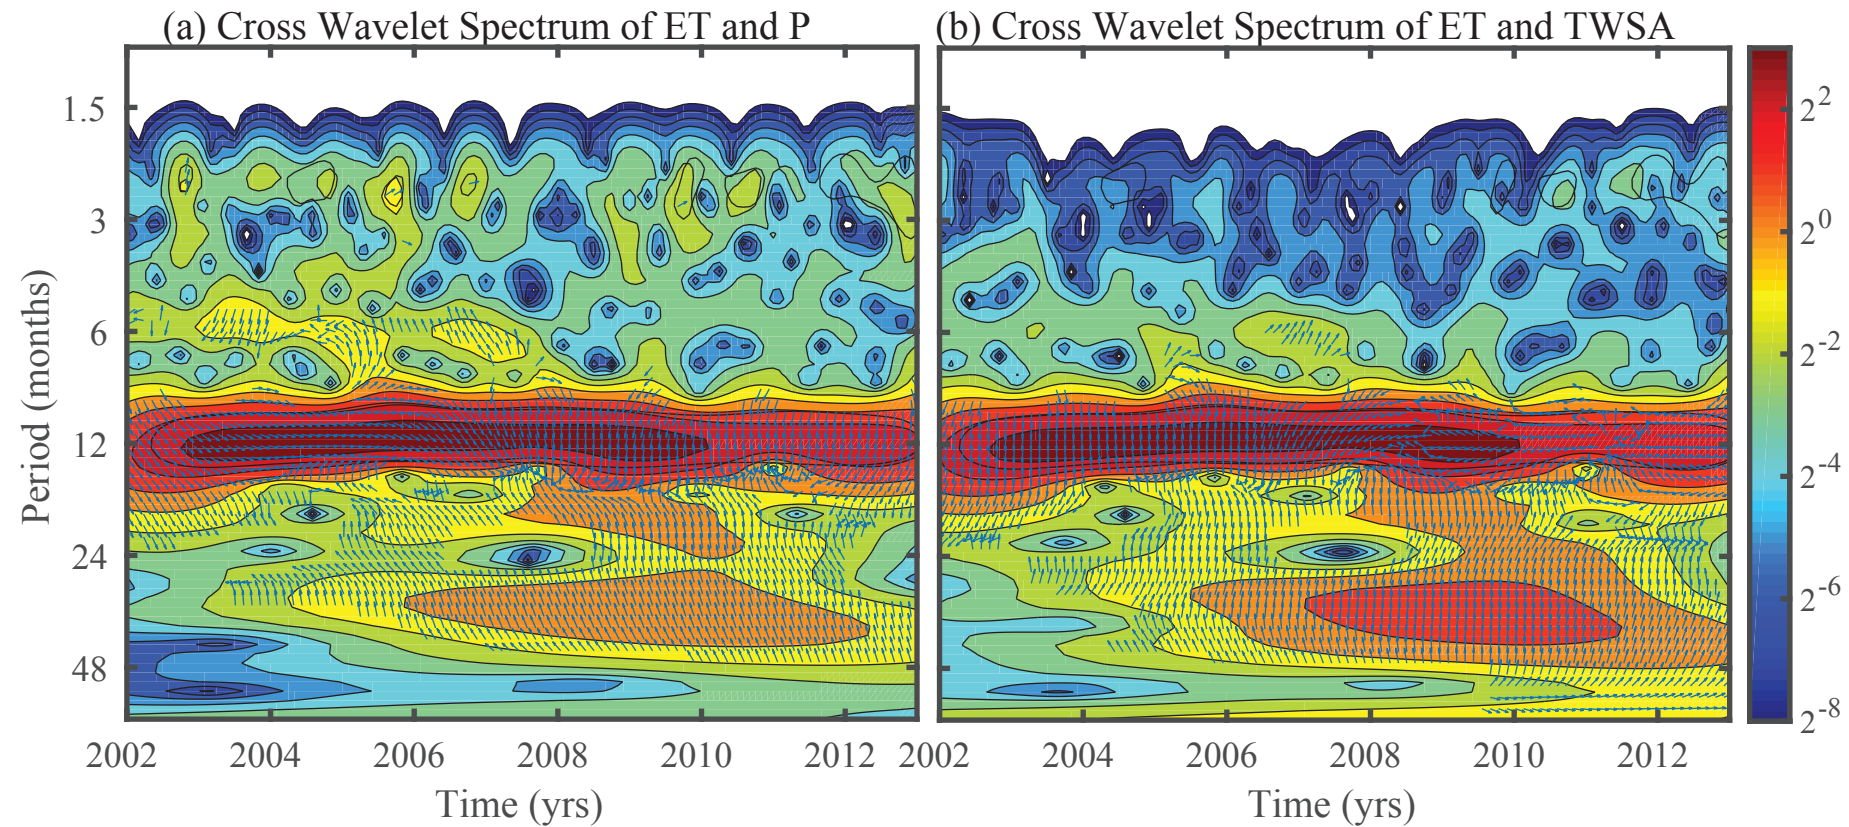 (a) Cross Wavelet Spectrum of ET and P
(b) Cross Wavelet Spectrum of ET and TWSA
Period (months)
1.5
3
6
12
24
48
2002 2004 2006 2008 2010 2012
Time (yrs)
2002 2004 2006 2008 2010 2012
Time (yrs)
2^2
2^0
2^-2
2^-4
2^-6
2^-8